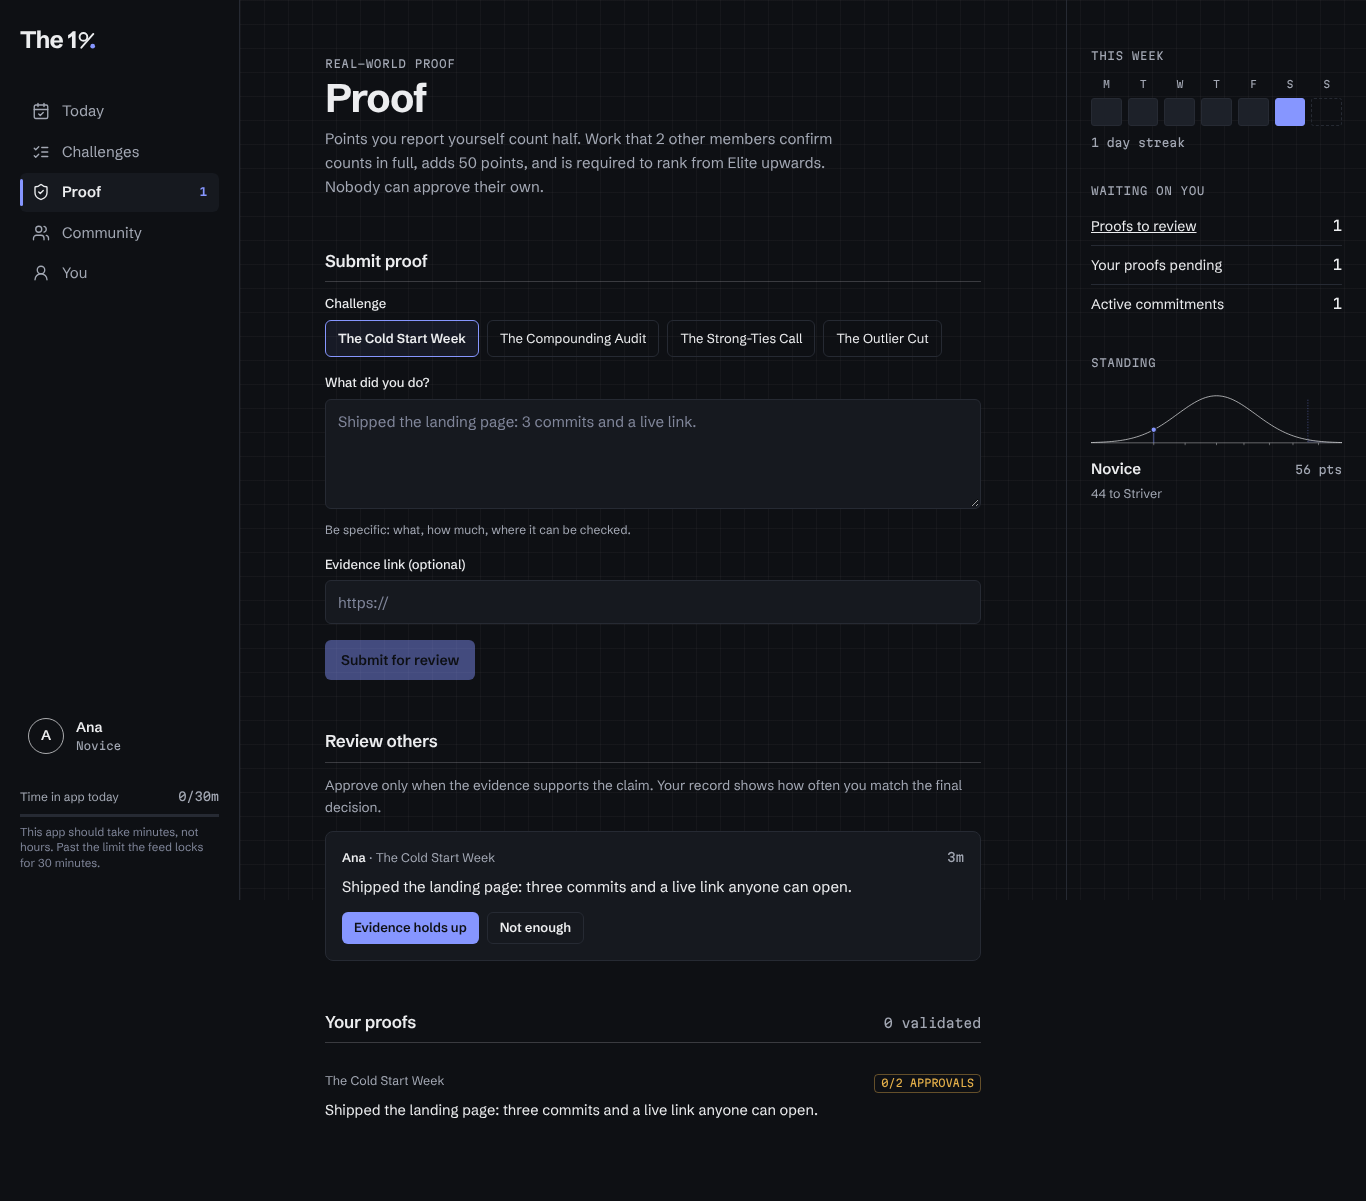 The 1%.
Today
Challenges
Proof 1
Community
You
Ana
A
Novice
Time in app today 0/30m
This app should take minutes, not
hours. Past the limit the feed locks
for 30 minutes.
REAL-WORLD PROOF
Proof
Points you report yourself count half. Work that 2 other members confirm
counts in full, adds 50 points, and is required to rank from Elite upwards.
Nobody can approve their own.
Submit proof
Challenge
The Cold Start Week The Compounding Audit The Strong-Ties Call The Outlier Cut
What did you do?
Shipped the landing page: 3 commits and a live link.
Be specific: what, how much, where it can be checked.
Evidence link (optional)
https://
Submit for review
Review others
Approve only when the evidence supports the claim. Your record shows how often you match the final
decision.
Ana · The Cold Start Week 3m
Shipped the landing page: three commits and a live link anyone can open.
Evidence holds up Not enough
Your proofs 0 validated
The Cold Start Week 0/2 APPROVALS
Shipped the landing page: three commits and a live link anyone can open.
THIS WEEK
M T W T F S S
1 day streak
WAITING ON YOU
Proofs to review 1
Your proofs pending 1
Active commitments 1
STANDING
Novice 56 pts
44 to Striver